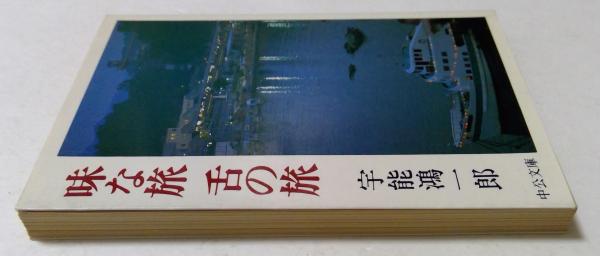 味な旅 舌の旅
宇能鴻一郎
中公文庫